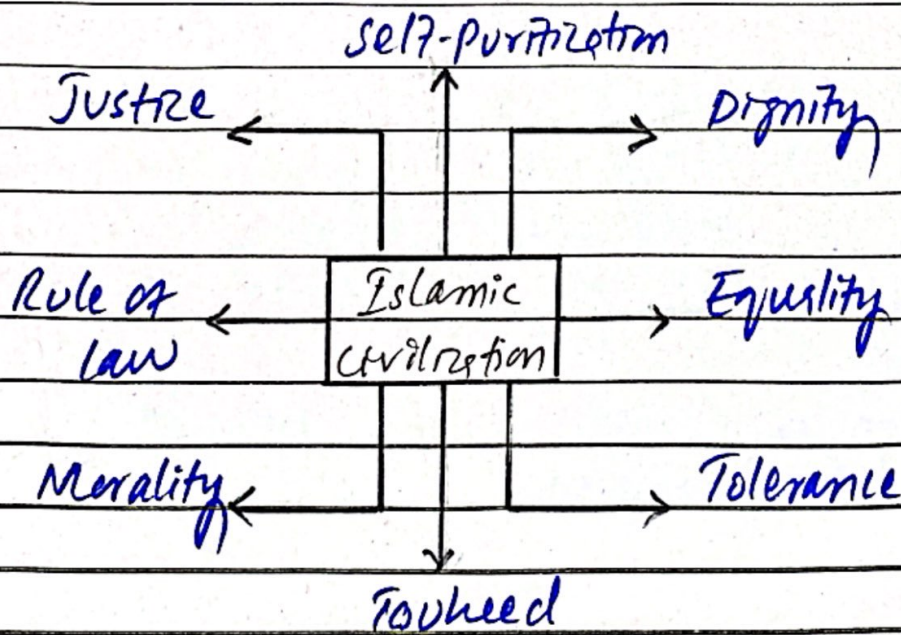 Self-purification
Justice
Dignity
Rule of
law
Islamic
civilization
Equality
Morality
Tolerance
Touheed